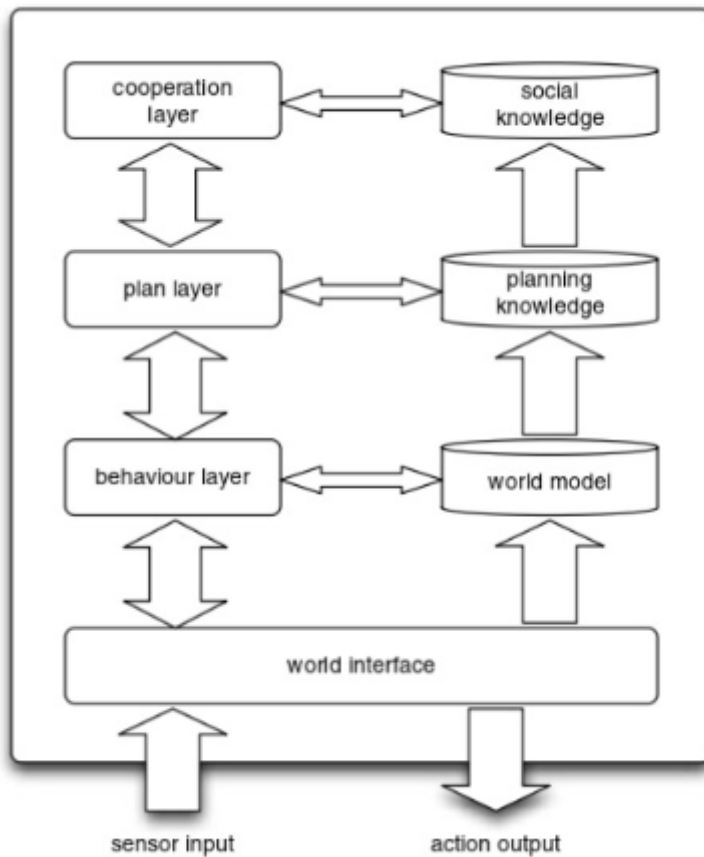 cooperation
layer
social
knowledge
plan layer
planning
knowledge
behaviour layer
world model
world interface
sensor input
action output